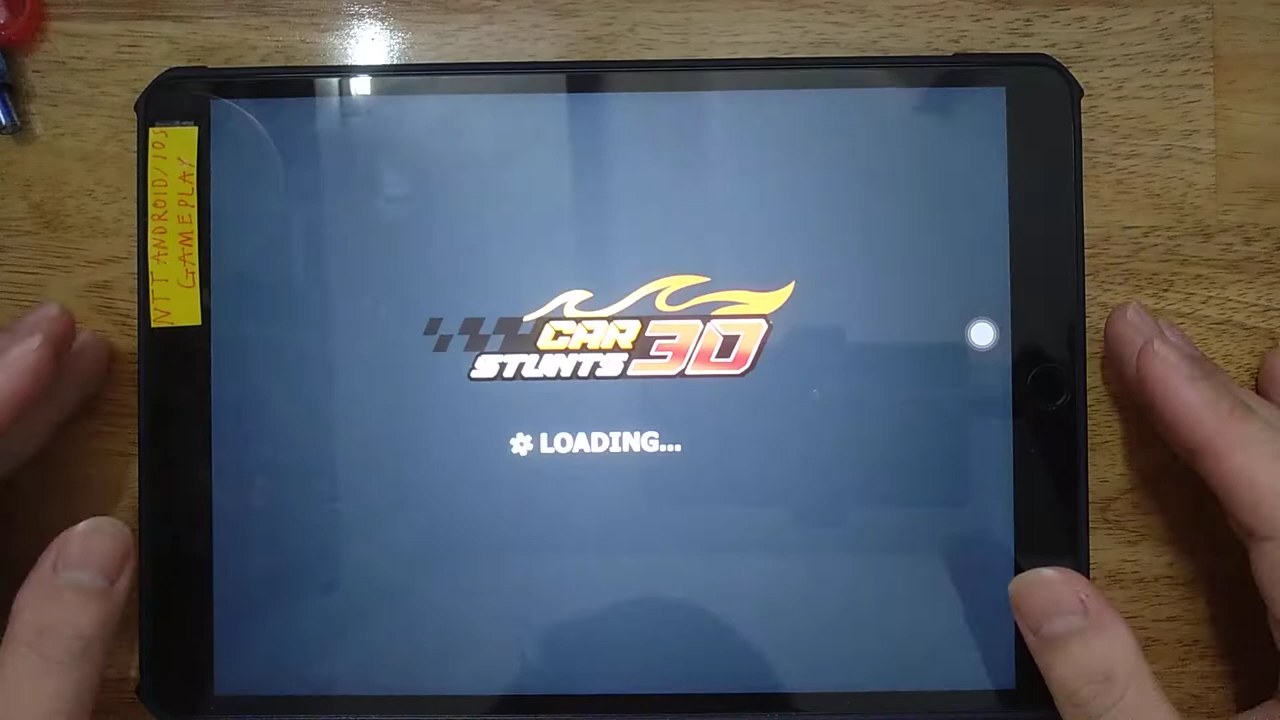 NTT ANDROID/IOS
GAMEPLAY
CAR
STUNTS 3D
LOADING...